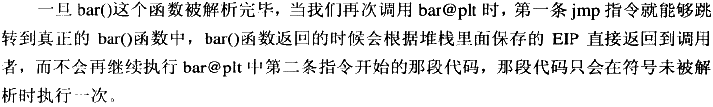 一旦 bar()这个函数被解析完毕，当我们再次调用 bar@plt 时，第一条 jmp 指令就能够跳
转到真正的 bar()函数中，bar()函数返回的时候会根据堆栈里面保存的 EIP 直接返回到调用
者，而不会再继续执行 bar@plt 中第二条指令开始的那段代码，那段代码只会在符号未被解
析时执行一次。